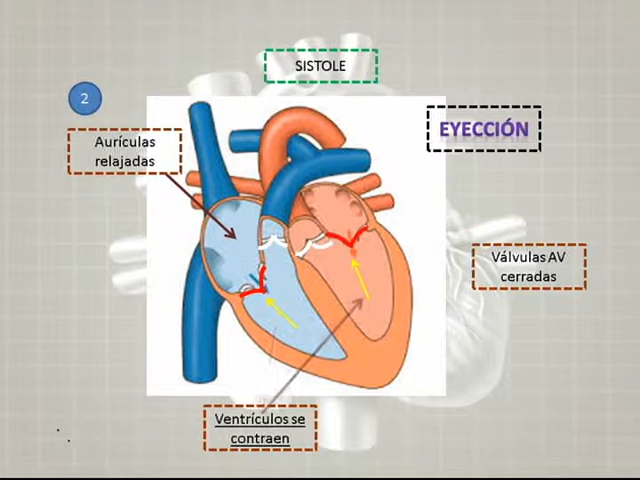 SISTOLE
2
EYECCIÓN
Aurículas
relajadas
Válvulas AV
cerradas
Ventrículos se
contraen